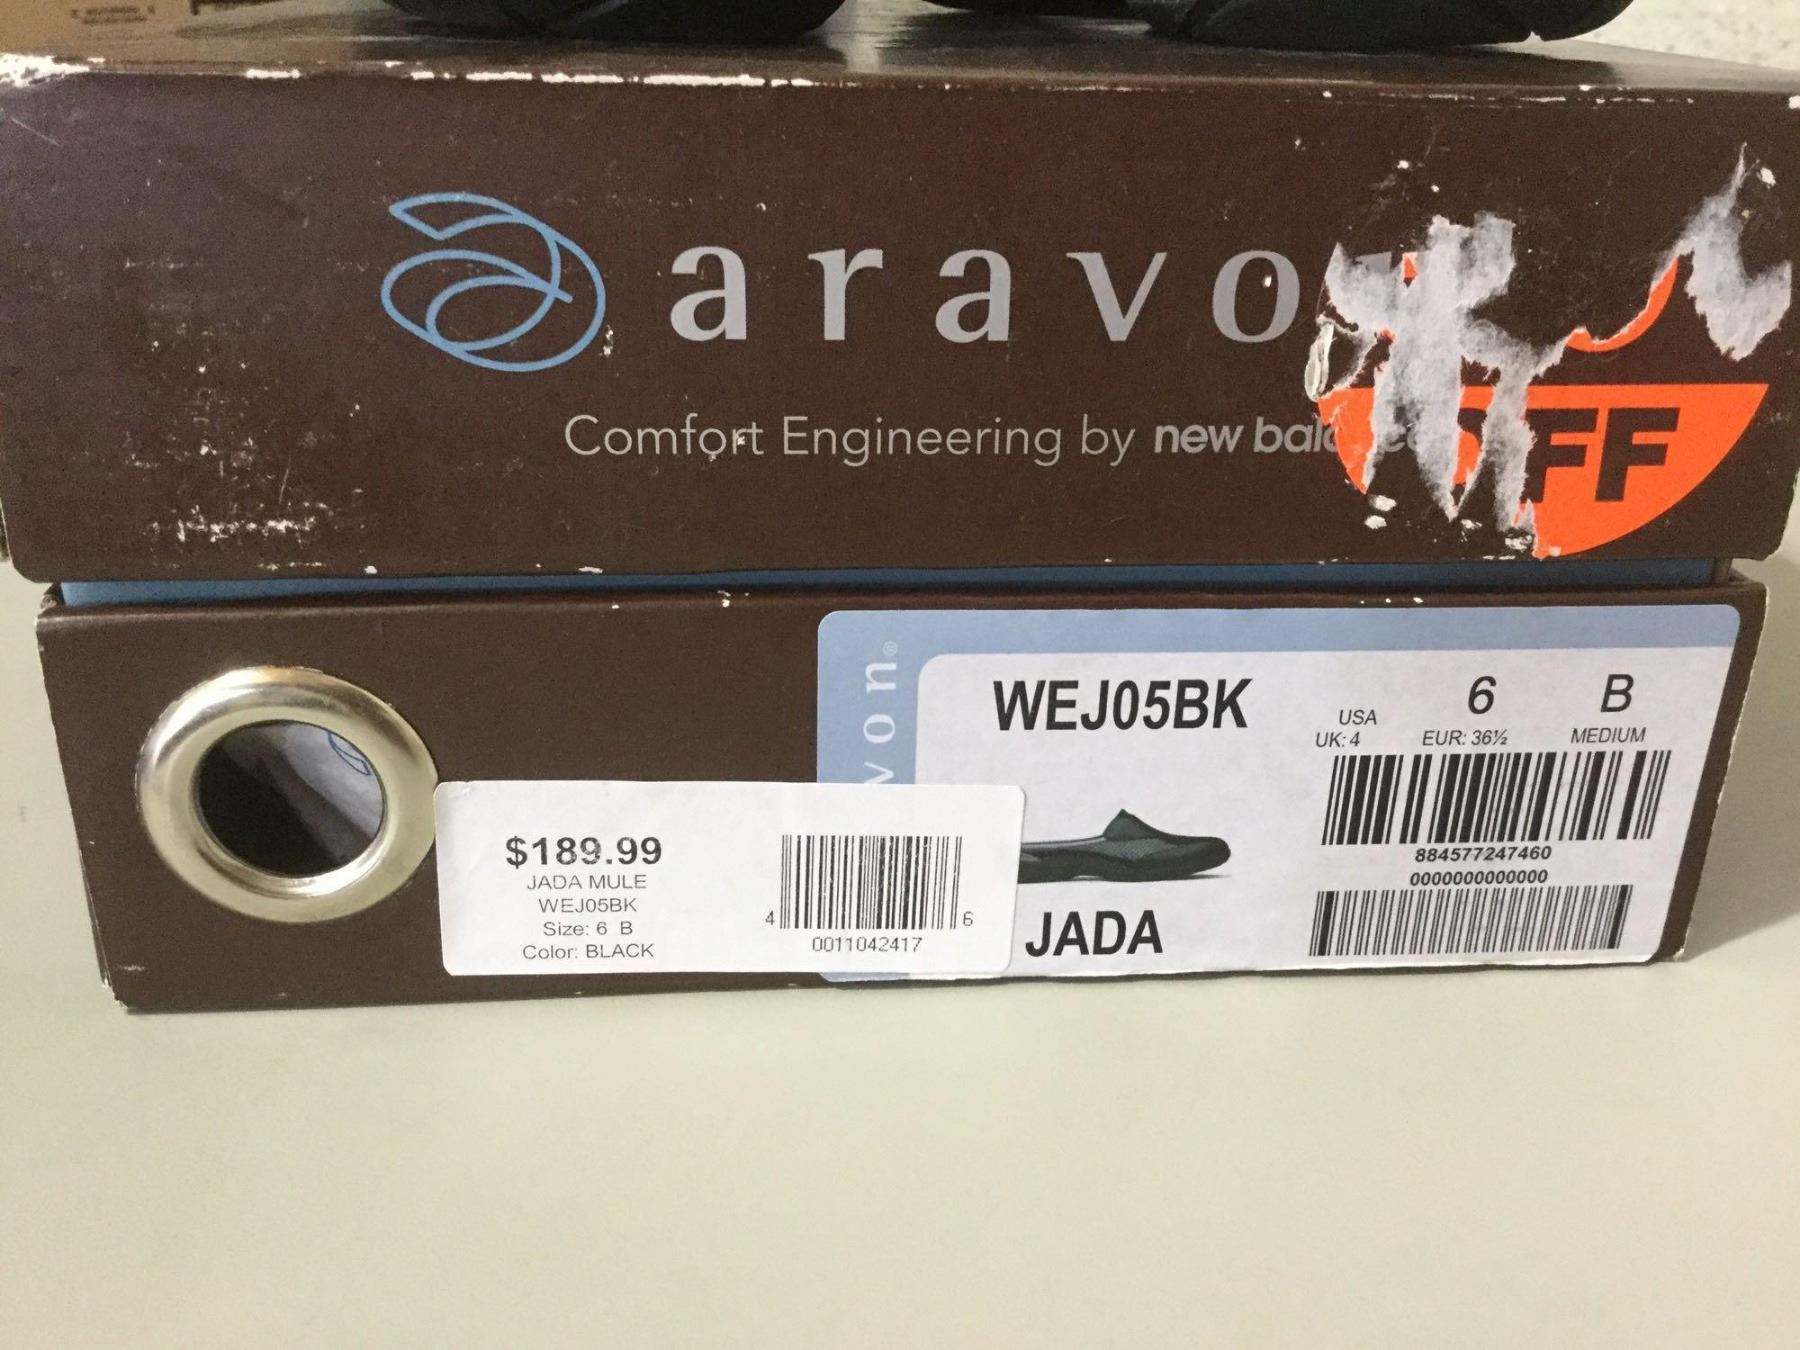 aravo
Comfort Engineering by new bal
OFF
von®
WEJ05BK
6 B
USA
UK: 4 EUR: 36½ MEDIUM
884577247460
0000000000000
JADA
$189.99
JADA MULE
WEJ05BK
Size: 6 B
Color: BLACK
4 6
0011042417